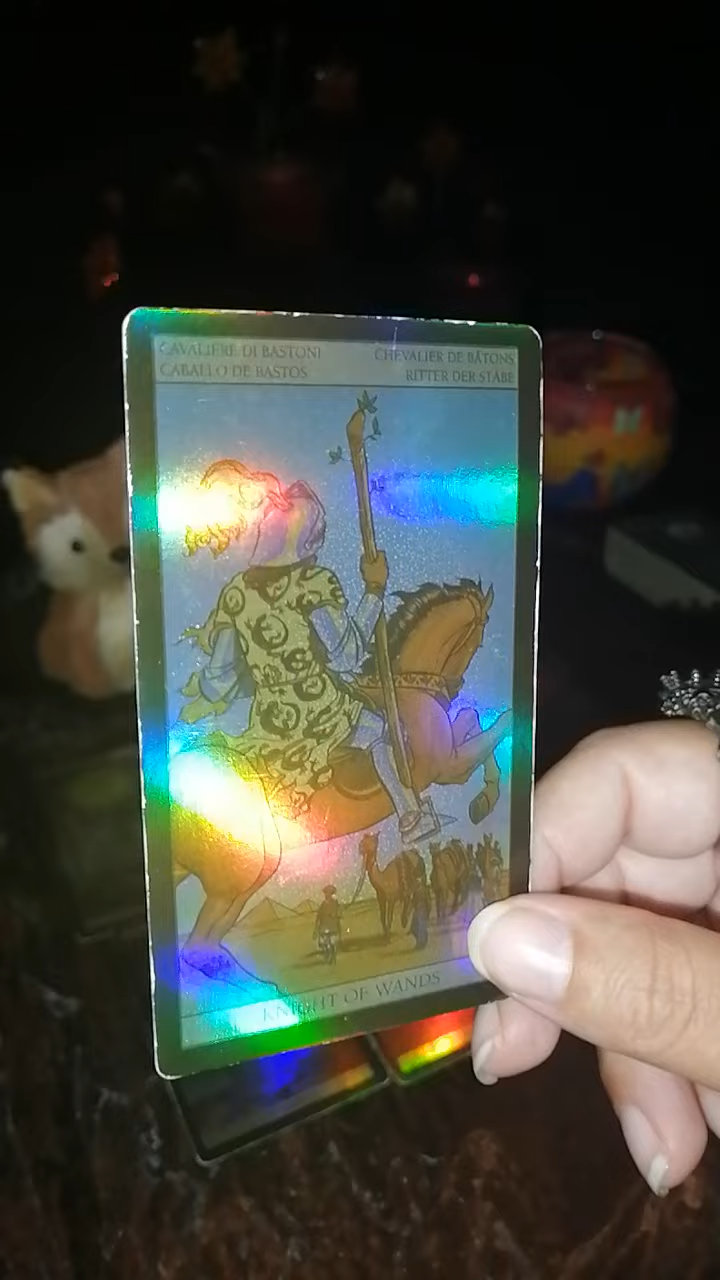 CAVALIERE DI BASTONI
CABALLO DE BASTOS
CHEVALIER DE BÂTONS
RITTER DER STÄBE
KNIGHT OF WANDS